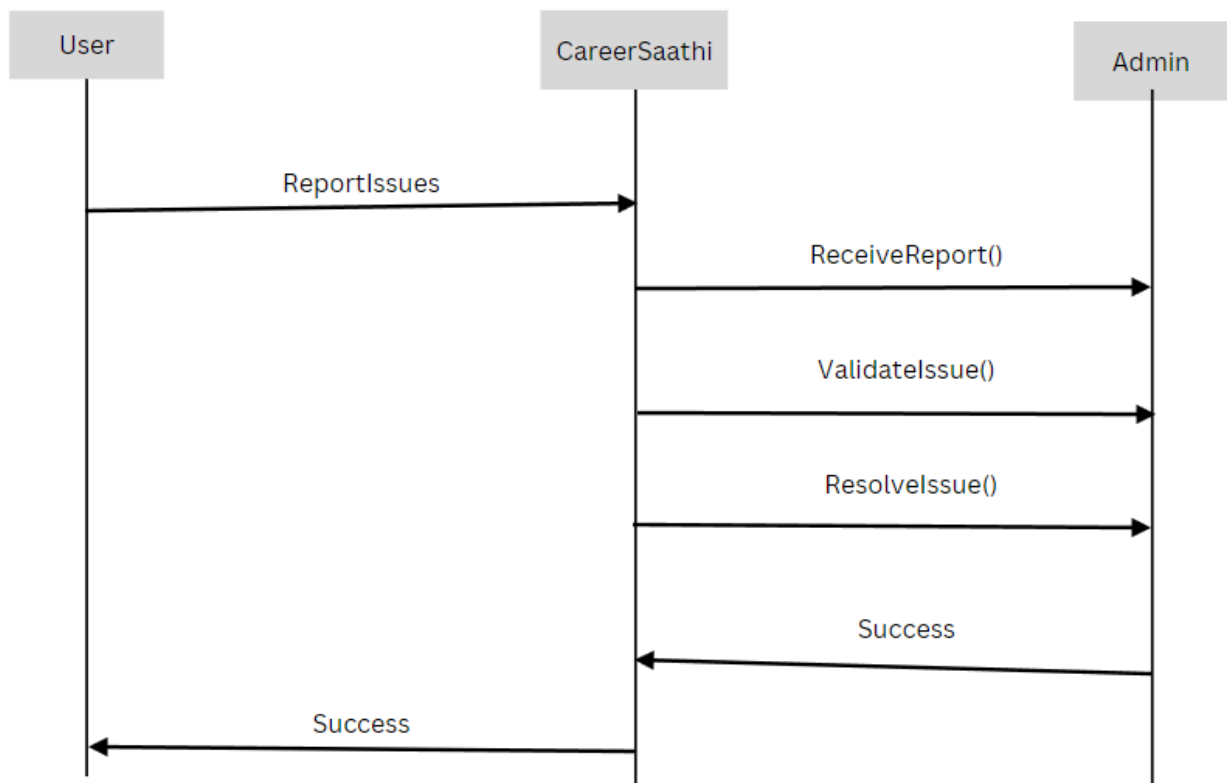 User
CareerSaathi
Admin
ReportIssues
ReceiveReport()
ValidateIssue()
ResolveIssue()
Success
Success